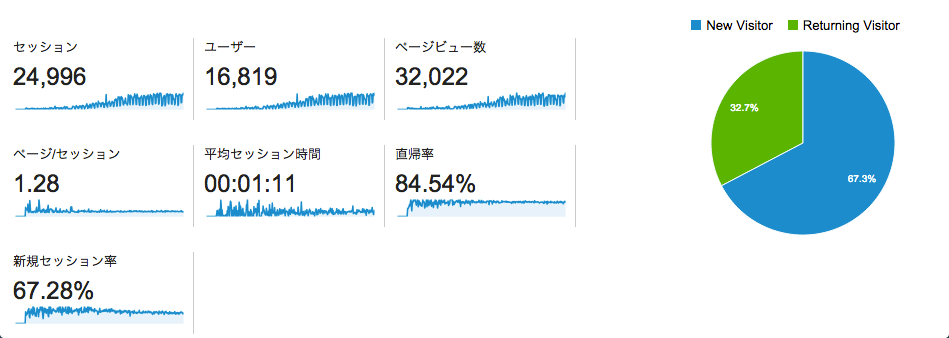 New Visitor
Returning Visitor
セッション
24,996
ユーザー
16,819
ページビュー数
32,022
ページ/セッション
1.28
平均セッション時間
00:01:11
直帰率
84.54%
新規セッション率
67.28%
32.7%
67.3%